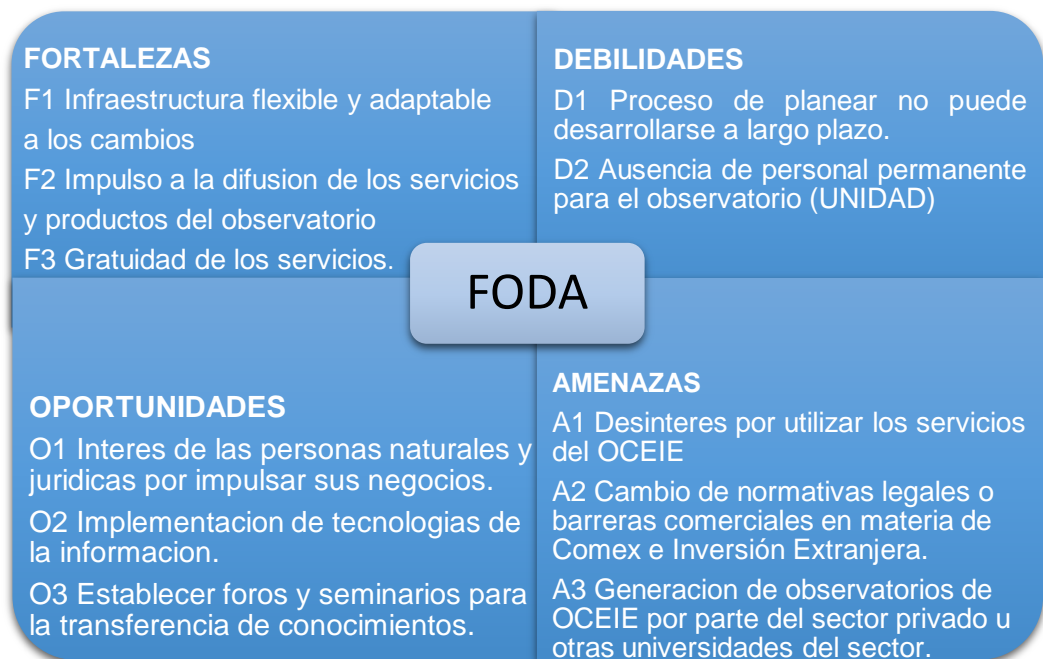 FORTALEZAS
F1 Infraestructura flexible y adaptable
a los cambios
F2 Impulso a la difusion de los servicios
y productos del observatorio
F3 Gratuidad de los servicios.
DEBILIDADES
D1 Proceso de planear no puede
desarrollarse a largo plazo.
D2 Ausencia de personal permanente
para el observatorio (UNIDAD)
FODA
OPORTUNIDADES
O1 Interes de las personas naturales y
juridicas por impulsar sus negocios.
O2 Implementacion de tecnologias de
la informacion.
O3 Establecer foros y seminarios para
la transferencia de conocimientos.
AMENAZAS
A1 Desinteres por utilizar los servicios
del OCEIE
A2 Cambio de normativas legales o
barreras comerciales en materia de
Comex e Inversión Extranjera.
A3 Generacion de observatorios de
OCEIE por parte del sector privado u
otras universidades del sector.